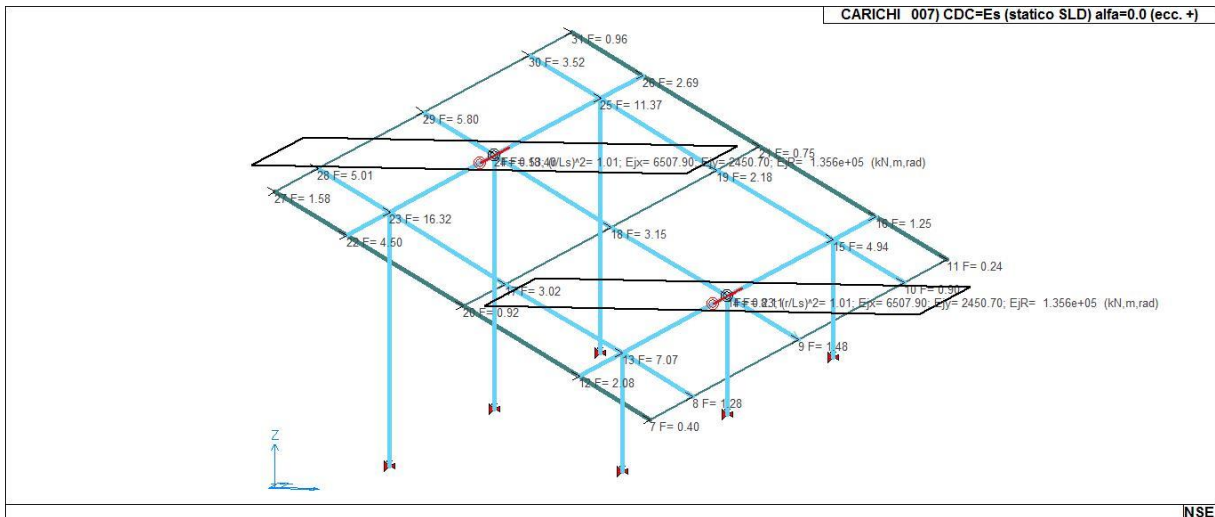 CARICHI 007) CDC=Es (statico SLD) alfa=0.0 (ecc. +)
31 F= 0.96
30 F= 3.52
26 F= 2.69
25 F= 11.37
29 F= 5.80
21 F= 0.75
(r/Ls)^2= 1.01; Ejx= 6507.90; Ejy= 2450.70; EjR= 1.356e+05 (kN,m,rad)
28 F= 5.01
19 F= 2.18
27 F= 1.58
23 F= 16.32
16 F= 1.25
22 F= 4.50
18 F= 3.15
15 F= 4.94
11 F= 0.24
17 F= 3.02
10 F= 0.90
20 F= 0.92
(r/Ls)^2= 1.01; Ejx= 6507.90; Ejy= 2450.70; EjR= 1.356e+05 (kN,m,rad)
9 F= 1.48
13 F= 7.07
12 F= 2.08
8 F= 1.28
7 F= 0.40
Z
NSE